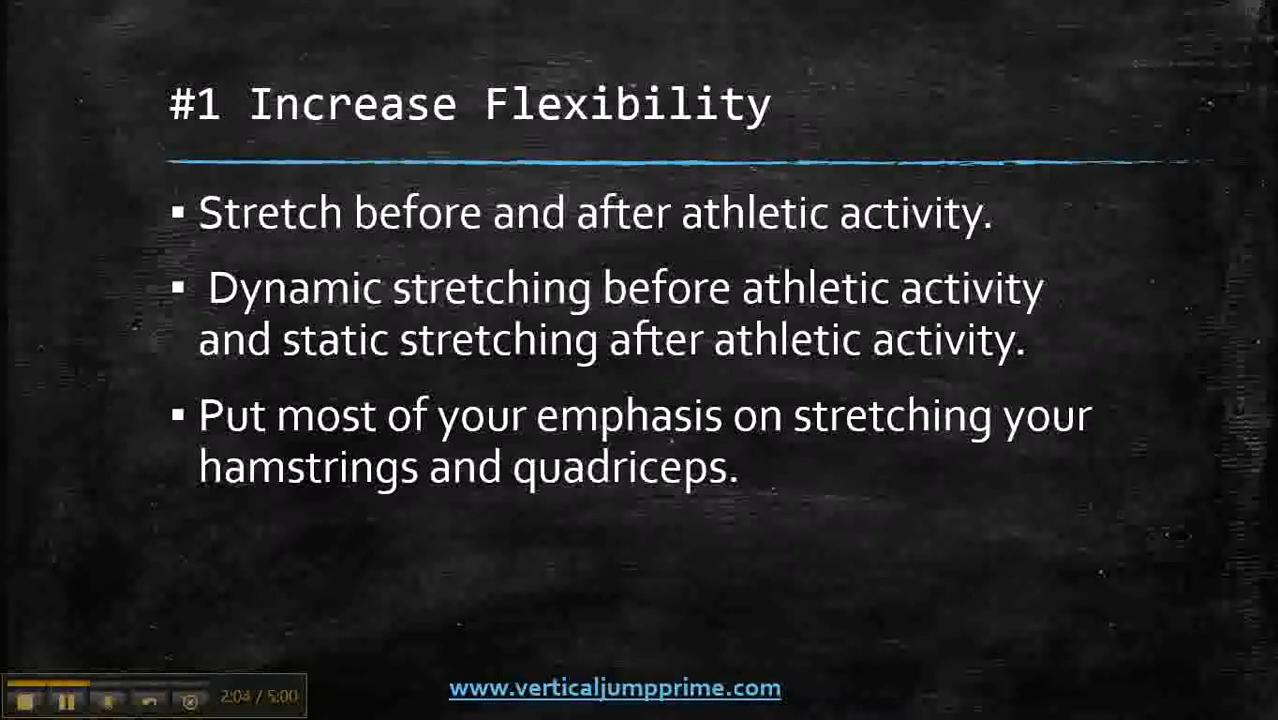 #1 Increase Flexibility
▪ Stretch before and after athletic activity.
▪ Dynamic stretching before athletic activity
and static stretching after athletic activity.
▪ Put most of your emphasis on stretching your
hamstrings and quadriceps.
www.verticaljumpprime.com
2:04 / 5:00